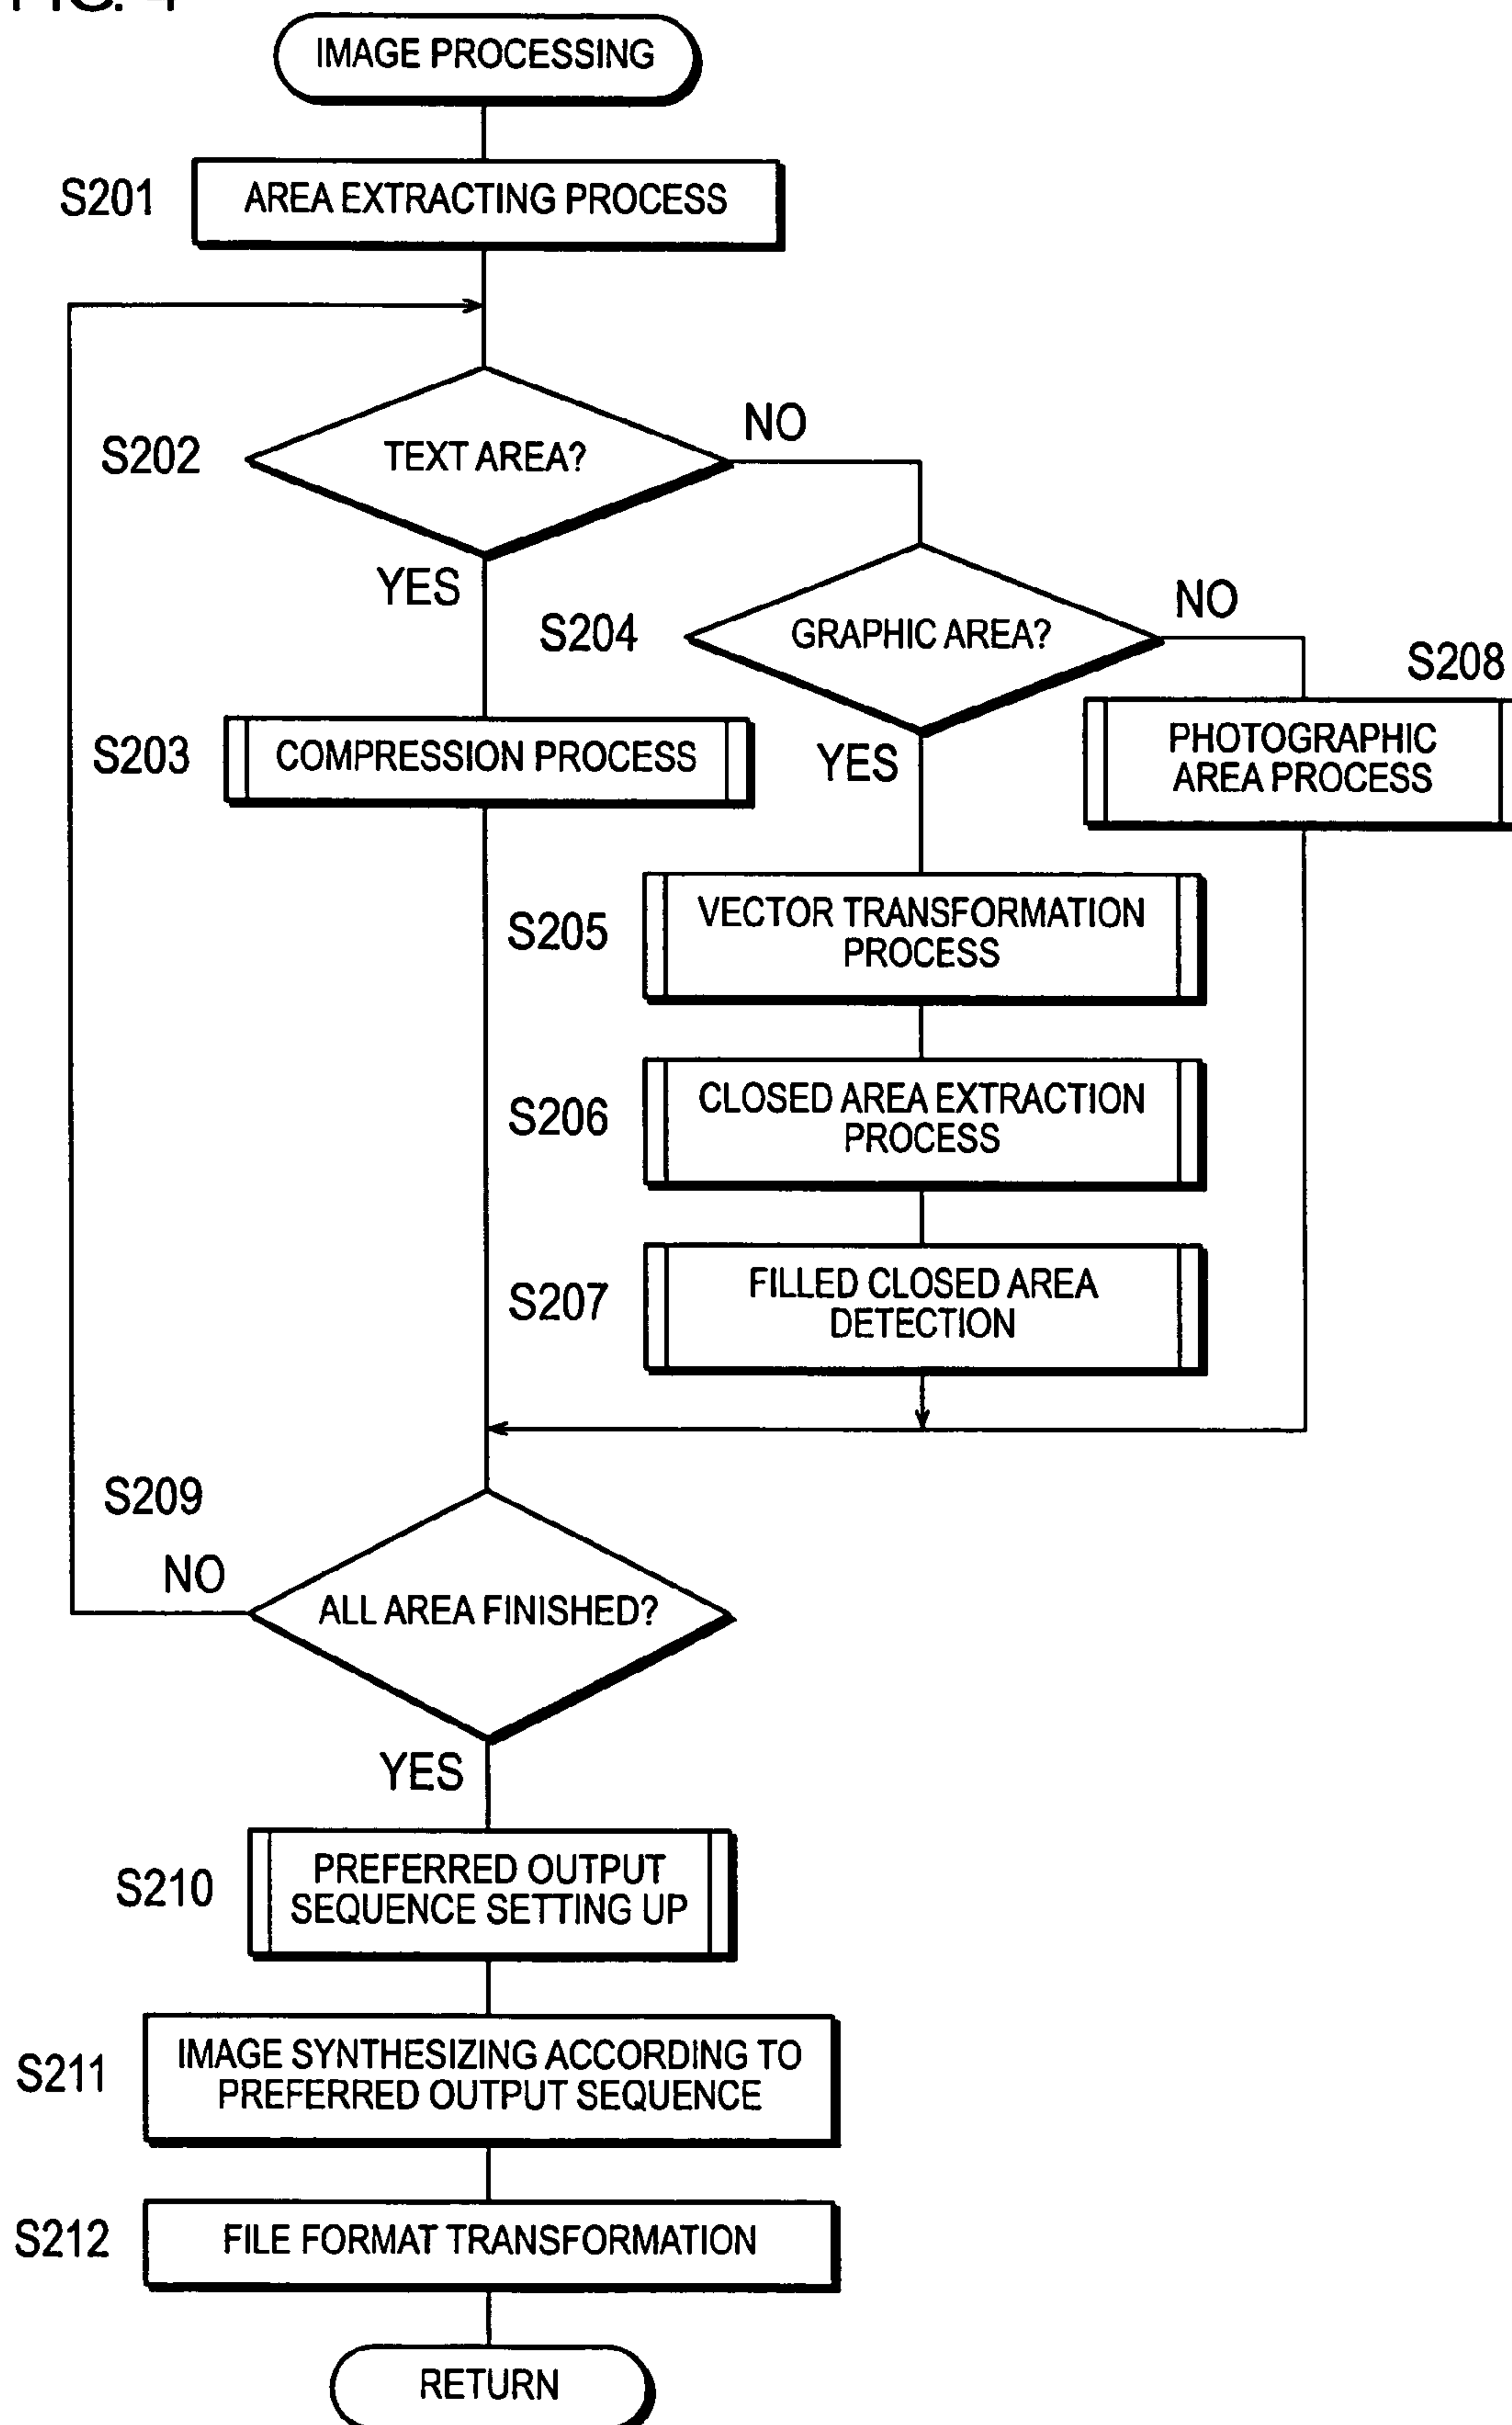 FIG. 4
IMAGE PROCESSING
S201
AREA EXTRACTING PROCESS
S202
TEXT AREA?
NO
YES
S204
GRAPHIC AREA?
NO
S208
PHOTOGRAPHIC
AREA PROCESS
S203
COMPRESSION PROCESS
YES
S205
VECTOR TRANSFORMATION
PROCESS
S206
CLOSED AREA EXTRACTION
PROCESS
S207
FILLED CLOSED AREA
DETECTION
S209
NO
ALL AREA FINISHED?
YES
S210
PREFERRED OUTPUT
SEQUENCE SETTING UP
S211
IMAGE SYNTHESIZING ACCORDING TO
PREFERRED OUTPUT SEQUENCE
S212
FILE FORMAT TRANSFORMATION
RETURN